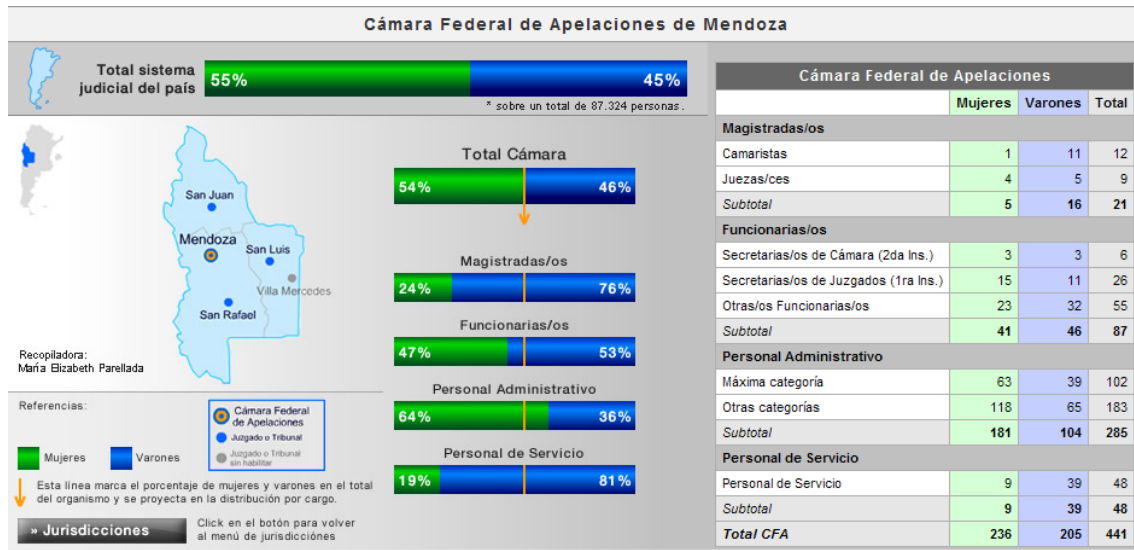 Cámara Federal de Apelaciones de Mendoza
Total sistema
judicial del país
55%
45%
* sobre un total de 87.324 personas.
San Juan
Mendoza
San Luis
Villa Mercedes
San Rafael
Recopiladora:
María Elizabeth Parellada
Referencias:
Mujeres
Varones
Cámara Federal
de Apelaciones
Juzgado o Tribunal
Juzgado o Tribunal
sin habilitar
Esta línea marca el porcentaje de mujeres y varones en el total
del organismo y se proyecta en la distribución por cargo.
» Jurisdicciones
Click en el botón para volver
al menú de jurisdicciónes
Total Cámara
54% 46%
Magistradas/os
24% 76%
Funcionarias/os
47% 53%
Personal Administrativo
64% 36%
Personal de Servicio
19% 81%
Cámara Federal de Apelaciones
Mujeres Varones Total
Magistradas/os
Camaristas 1 11 12
Juezas/ces 4 5 9
Subtotal 5 16 21
Funcionarias/os
Secretarias/os de Cámara (2da Ins.) 3 3 6
Secretarias/os de Juzgados (1ra Ins.) 15 11 26
Otras/os Funcionarias/os 23 32 55
Subtotal 41 46 87
Personal Administrativo
Máxima categoría 63 39 102
Otras categorías 118 65 183
Subtotal 181 104 285
Personal de Servicio
Personal de Servicio 9 39 48
Subtotal 9 39 48
Total CFA 236 205 441